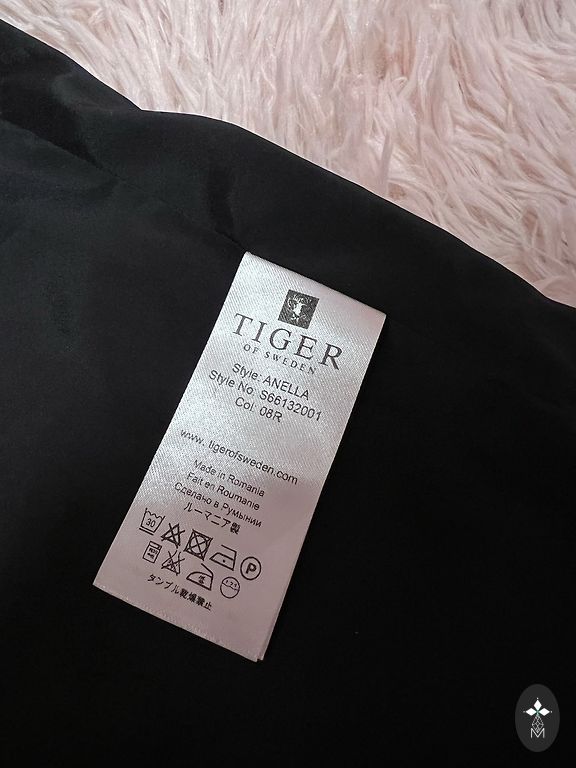 TIGER
OF SWEDEN
Style: ANELLA
Style No: S66132001
Col: 08R
www.tigerofsweden.com
Made in Romania
Fait en Roumanie
Сделано в Румынии
ルーマニア製
30
P
タンブル乾燥禁止